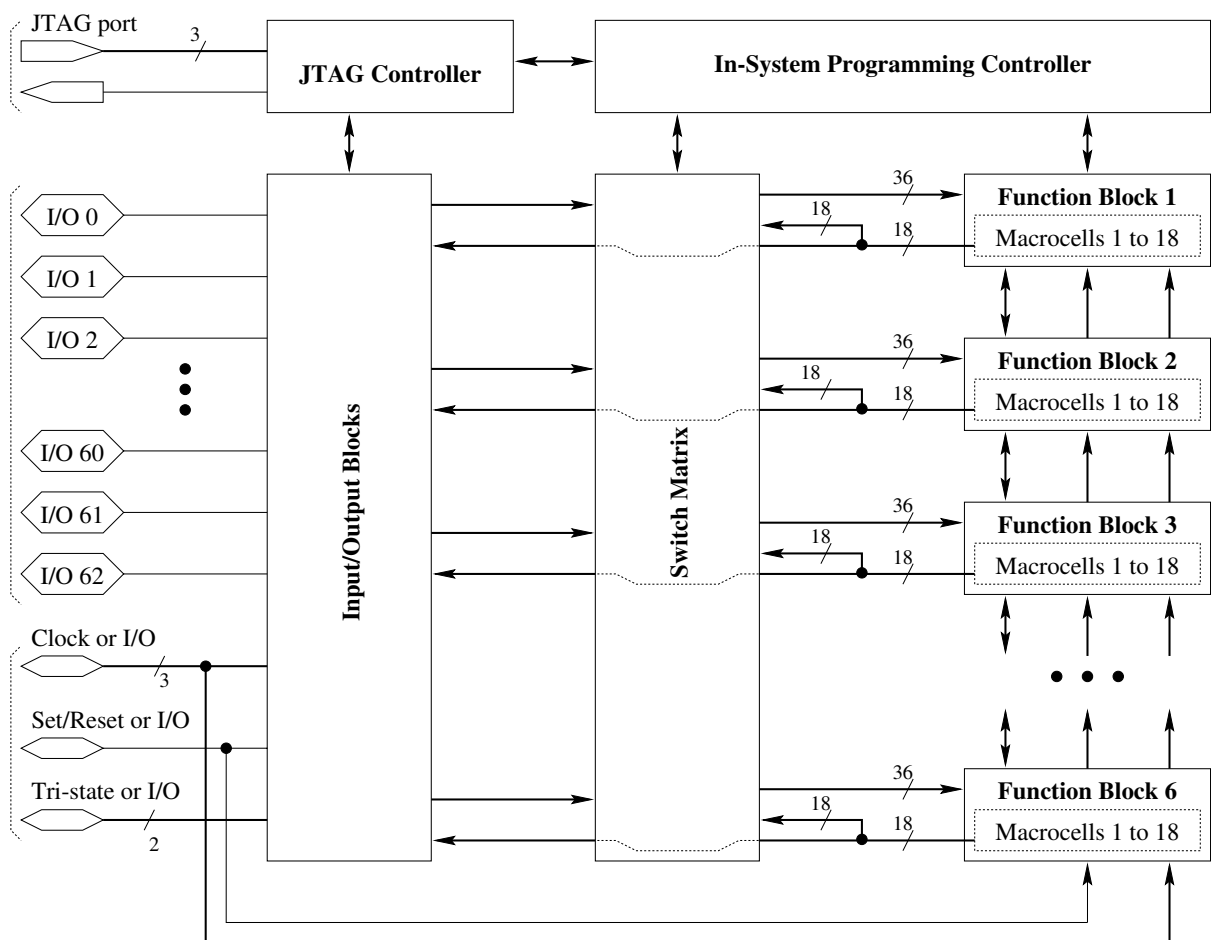 JTAG port
3
JTAG Controller
In-System Programming Controller
I/O 0
I/O 1
I/O 2
I/O 60
I/O 61
I/O 62
Clock or I/O
3
Set/Reset or I/O
Tri-state or I/O
2
Input/Output Blocks
Switch Matrix
36
18
18
Function Block 1
Macrocells 1 to 18
36
18
18
Function Block 2
Macrocells 1 to 18
36
18
18
Function Block 3
Macrocells 1 to 18
36
18
18
Function Block 6
Macrocells 1 to 18